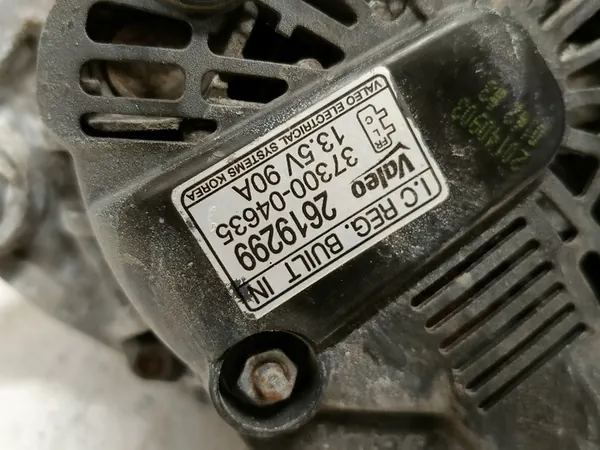 I.C REG. BUILT IN
Valeo
2619299
37300-04635
13.5V 90A
VALEO ELECTRICAL SYSTEMS KOREA